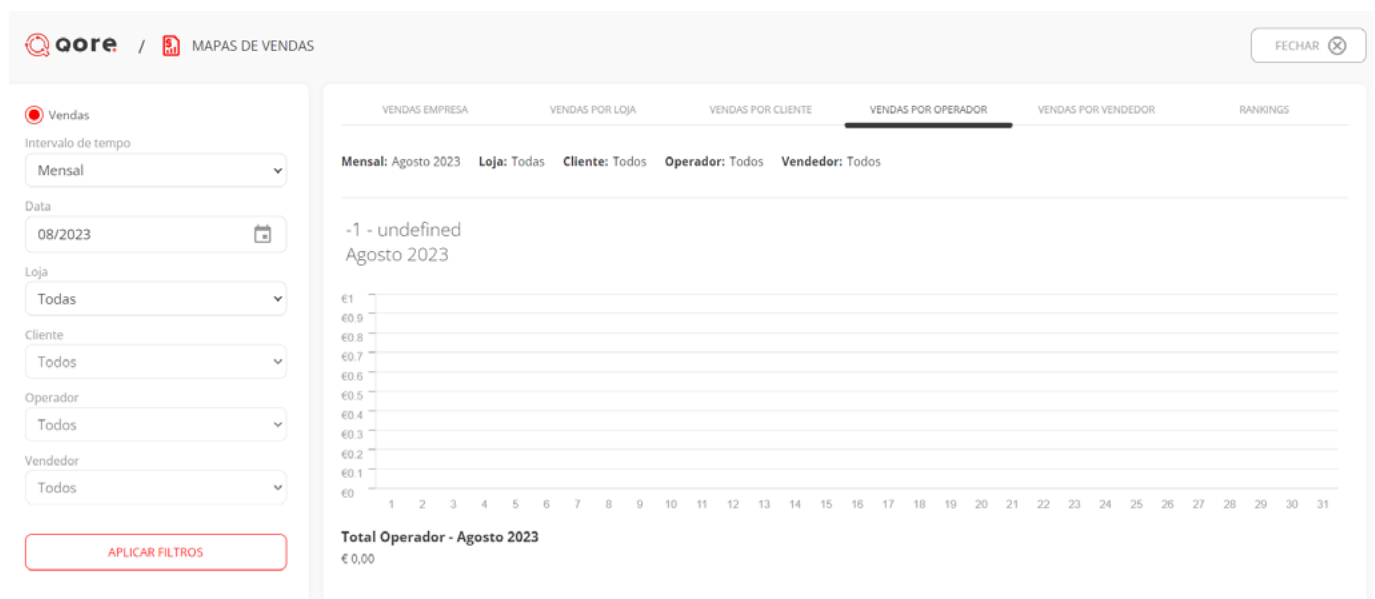 Qore / MAPAS DE VENDAS
FECHAR
Vendas
Intervalo de tempo
Mensal
Data
08/2023
Loja
Todas
Cliente
Todos
Operador
Todos
Vendedor
Todos
APLICAR FILTROS
VENDAS EMPRESA VENDAS POR LOJA VENDAS POR CLIENTE VENDAS POR OPERADOR VENDAS POR VENDEDOR RANKINGS
Mensal: Agosto 2023 Loja: Todas Cliente: Todos Operador: Todos Vendedor: Todos
-1 - undefined
Agosto 2023
€1
€0.9
€0.8
€0.7
€0.6
€0.5
€0.4
€0.3
€0.2
€0.1
€0
1 2 3 4 5 6 7 8 9 10 11 12 13 14 15 16 17 18 19 20 21 22 23 24 25 26 27 28 29 30 31
Total Operador - Agosto 2023
€ 0,00